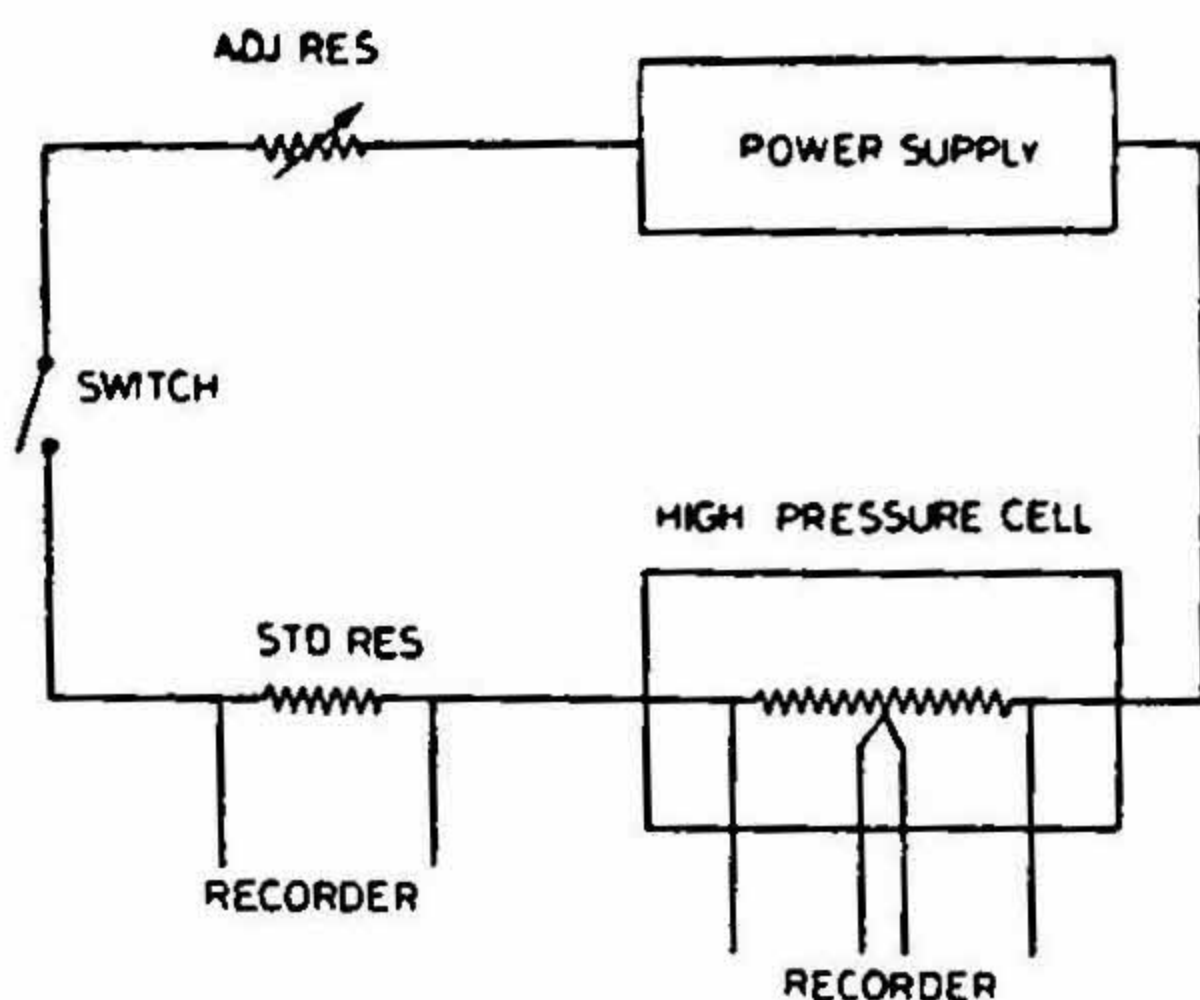 ADJ RES
POWER SUPPLY
SWITCH
HIGH PRESSURE CELL
STD RES
RECORDER
RECORDER